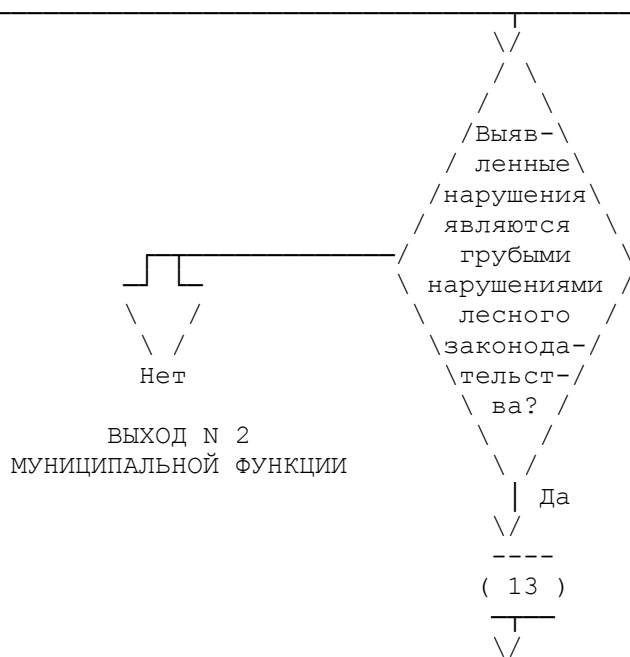 Выяв-
ленные
нарушения
являются
грубыми
нарушениями
лесного
законода-
тельст-
ва?
Нет
ВЫХОД N 2
МУНИЦИПАЛЬНОЙ ФУНКЦИИ
Да
( 13 )